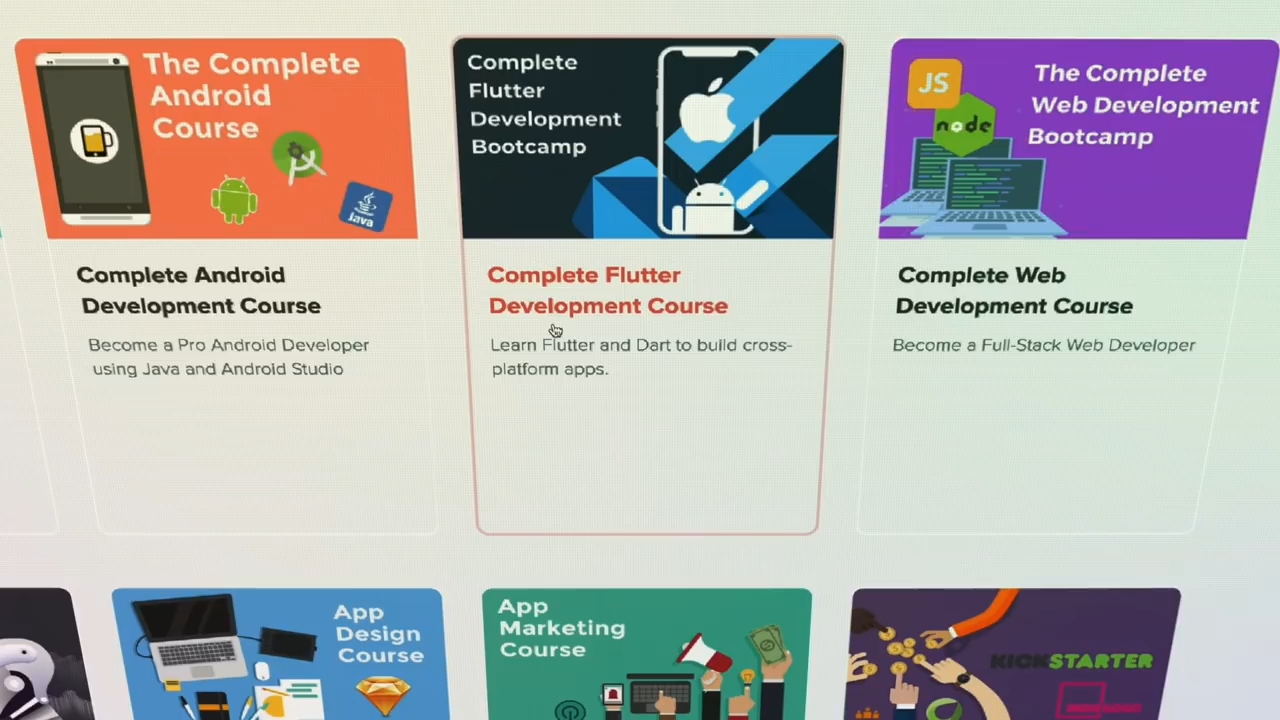 The Complete
Android
Course
java
Complete Android
Development Course
Become a Pro Android Developer
using Java and Android Studio
Complete
Flutter
Development
Bootcamp
Complete Flutter
Development Course
Learn Flutter and Dart to build cross-
platform apps.
JS
node
The Complete
Web Development
Bootcamp
Complete Web
Development Course
Become a Full-Stack Web Developer
App
Design
Course
App
Marketing
Course
KICKSTARTER